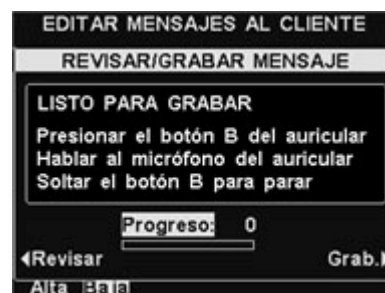 EDITAR MENSAJES AL CLIENTE
REVISAR/GRABAR MENSAJE
LISTO PARA GRABAR
Presionar el botón B del auricular
Hablar al micrófono del auricular
Soltar el botón B para parar
Progreso: 0
Revisar Grab.
Alta Baja